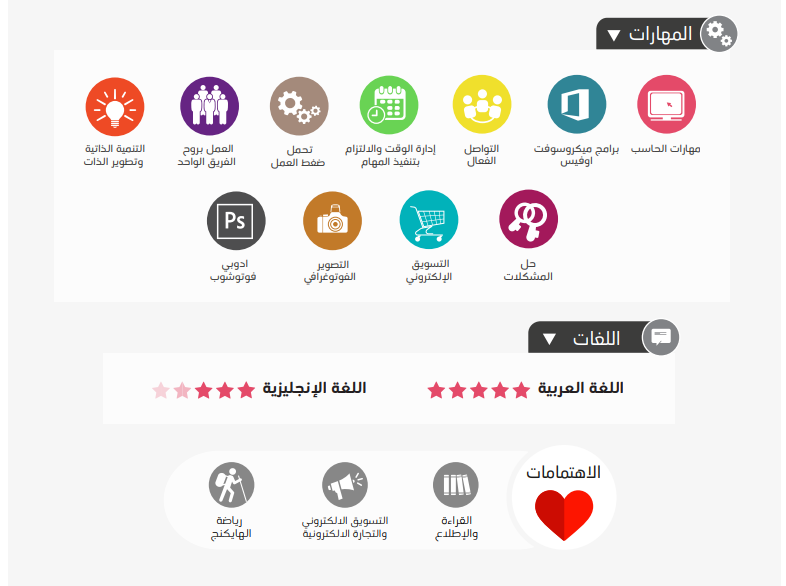 المهارات
مهارات الحاسب
برامج ميكروسوفت
اوفيس
التواصل
الفعال
إدارة الوقت والالتزام
بتنفيذ المهام
تحمل
ضغط العمل
العمل بروح
الفريق الواحد
التنمية الذاتية
وتطوير الذات
حل
المشكلات
التسويق
الإلكتروني
التصوير
الفوتوغرافي
Ps
ادوبي
فوتوشوب
اللغات
اللغة العربية
اللغة الإنجليزية
الاهتمامات
القراءة
والإطلاع
التسويق الالكتروني
والتجارة الالكترونية
رياضة
الهايكنج